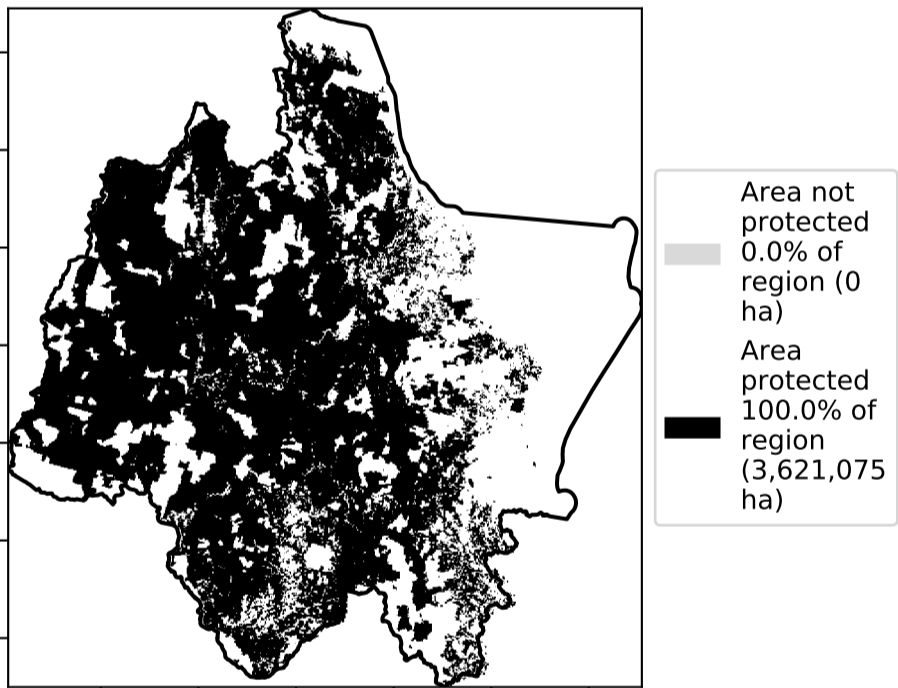 Area not
protected
0.0% of
region (0
ha)
Area
protected
100.0% of
region
(3,621,075
ha)